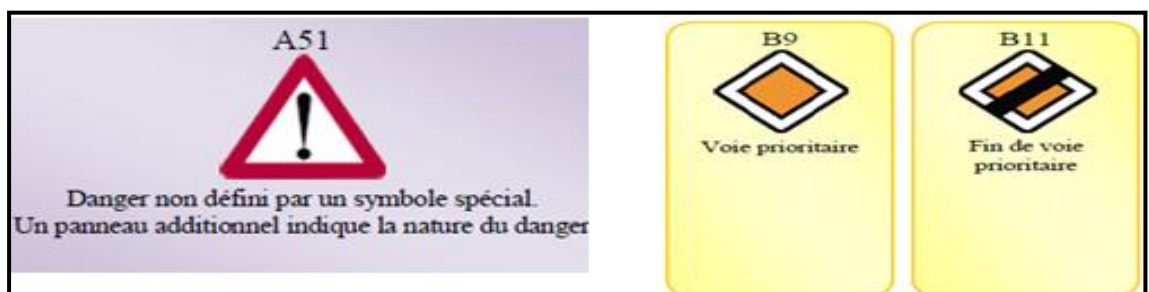 A51
!
Danger non défini par un symbole spécial.
Un panneau additionnel indique la nature du danger
B9
Voie prioritaire
B11
Fin de voie
prioritaire